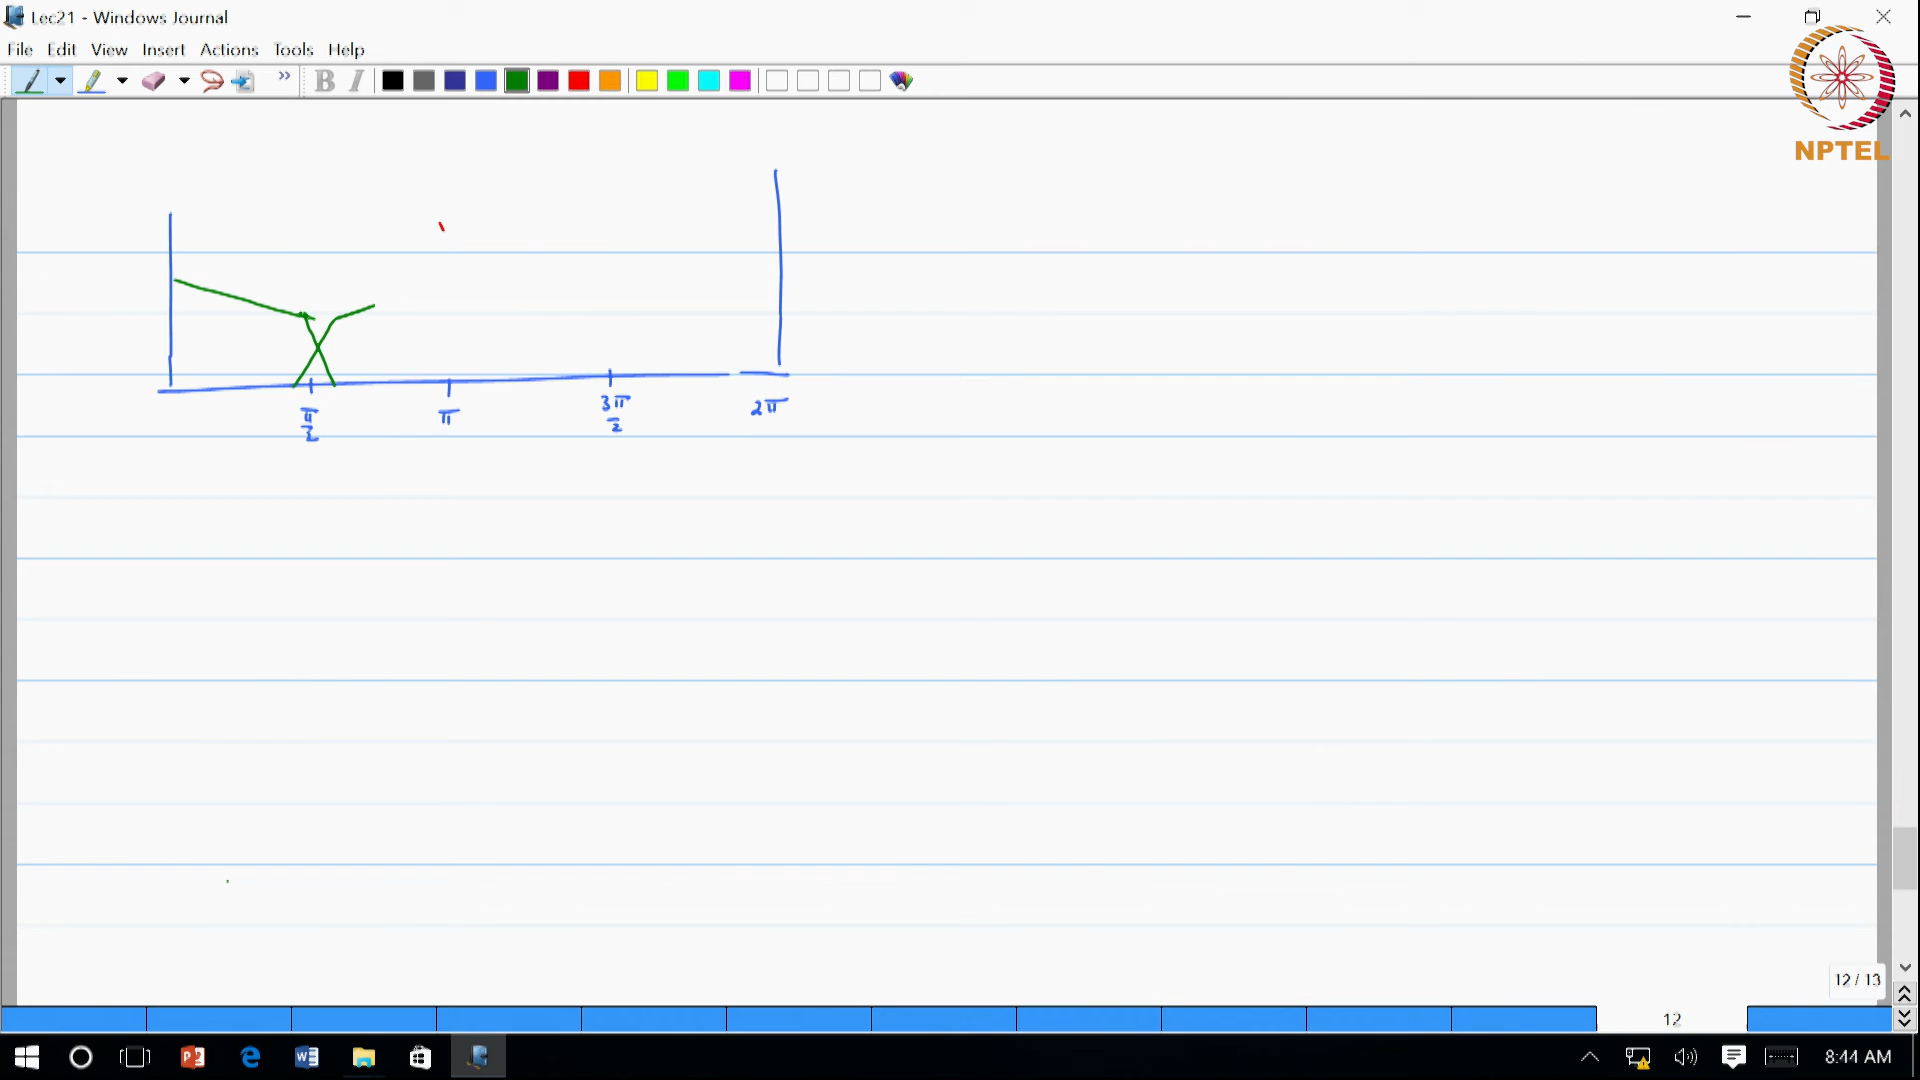 Lec21 - Windows Journal
File Edit View Insert Actions Tools Help
B I
NPTEL
π/2 π 3π/2 2π
12 / 13
12
8:44 AM